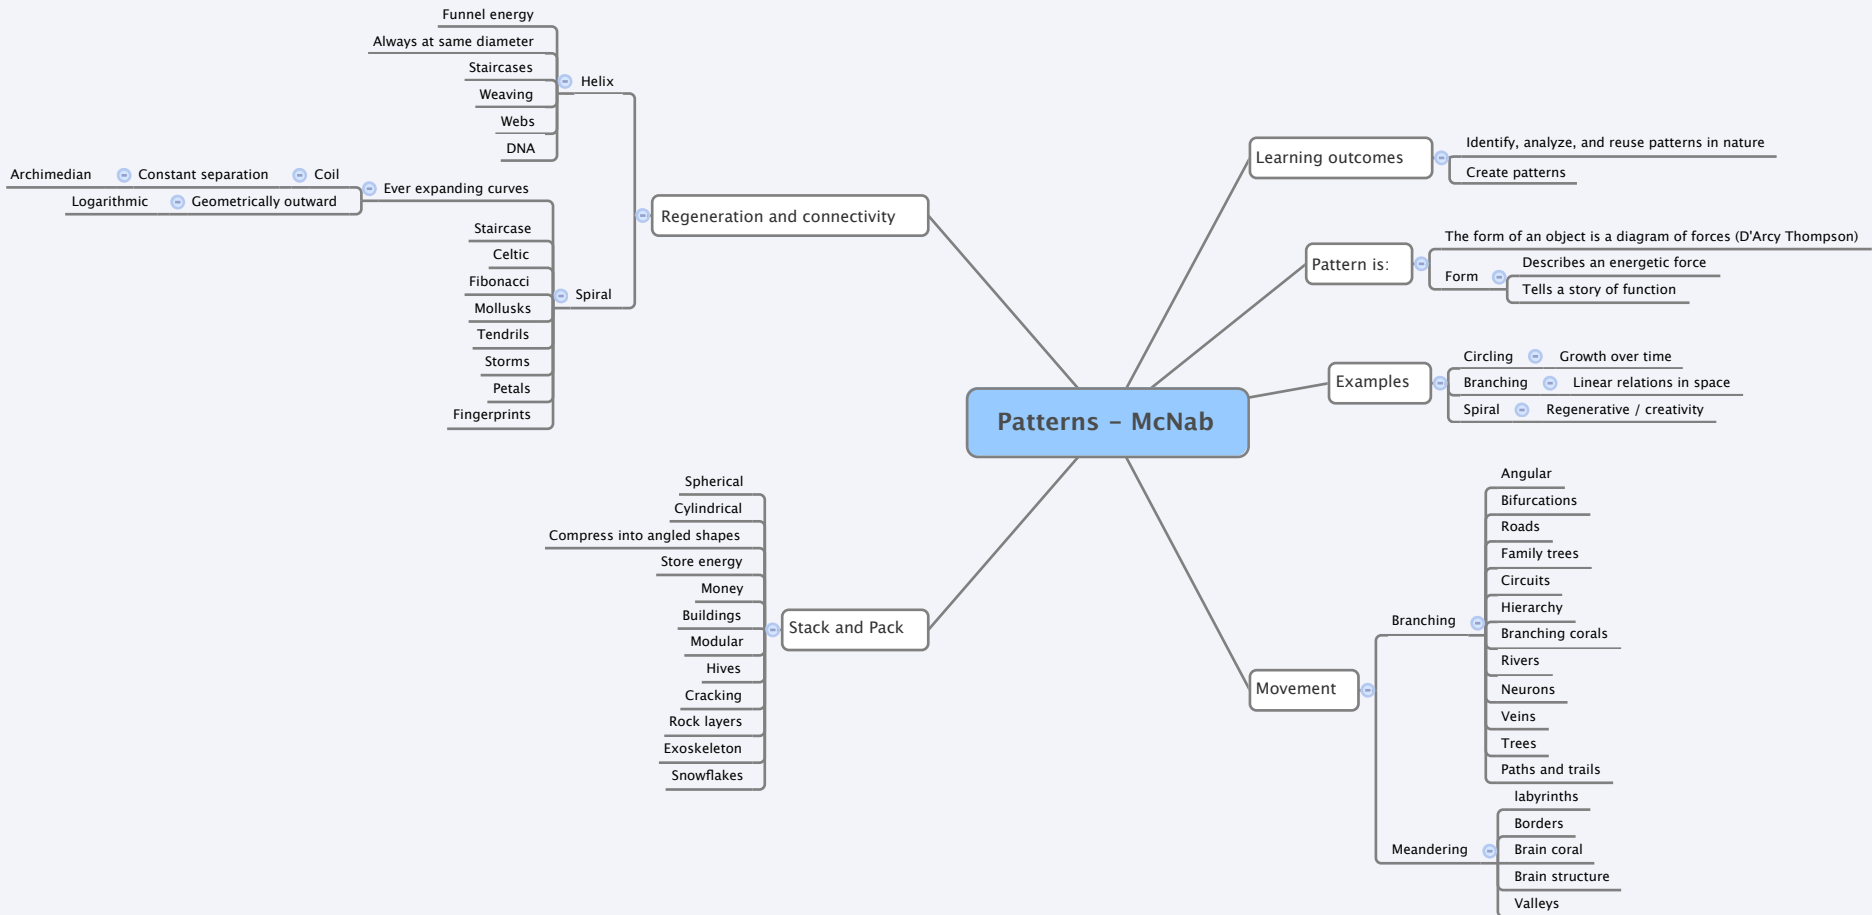 Patterns - McNab
Learning outcomes
Identify, analyze, and reuse patterns in nature
Create patterns
Pattern is:
The form of an object is a diagram of forces (D'Arcy Thompson)
Form
Describes an energetic force
Tells a story of function
Examples
Circling
Growth over time
Branching
Linear relations in space
Spiral
Regenerative / creativity
Movement
Branching
Angular
Bifurcations
Roads
Family trees
Circuits
Hierarchy
Branching corals
Rivers
Neurons
Veins
Trees
Paths and trails
Meandering
labyrinths
Borders
Brain coral
Brain structure
Valleys
Regeneration and connectivity
Helix
Funnel energy
Always at same diameter
Staircases
Weaving
Webs
DNA
Spiral
Ever expanding curves
Coil
Constant separation
Archimedian
Geometrically outward
Logarithmic
Staircase
Celtic
Fibonacci
Mollusks
Tendrils
Storms
Petals
Fingerprints
Stack and Pack
Spherical
Cylindrical
Compress into angled shapes
Store energy
Money
Buildings
Modular
Hives
Cracking
Rock layers
Exoskeleton
Snowflakes